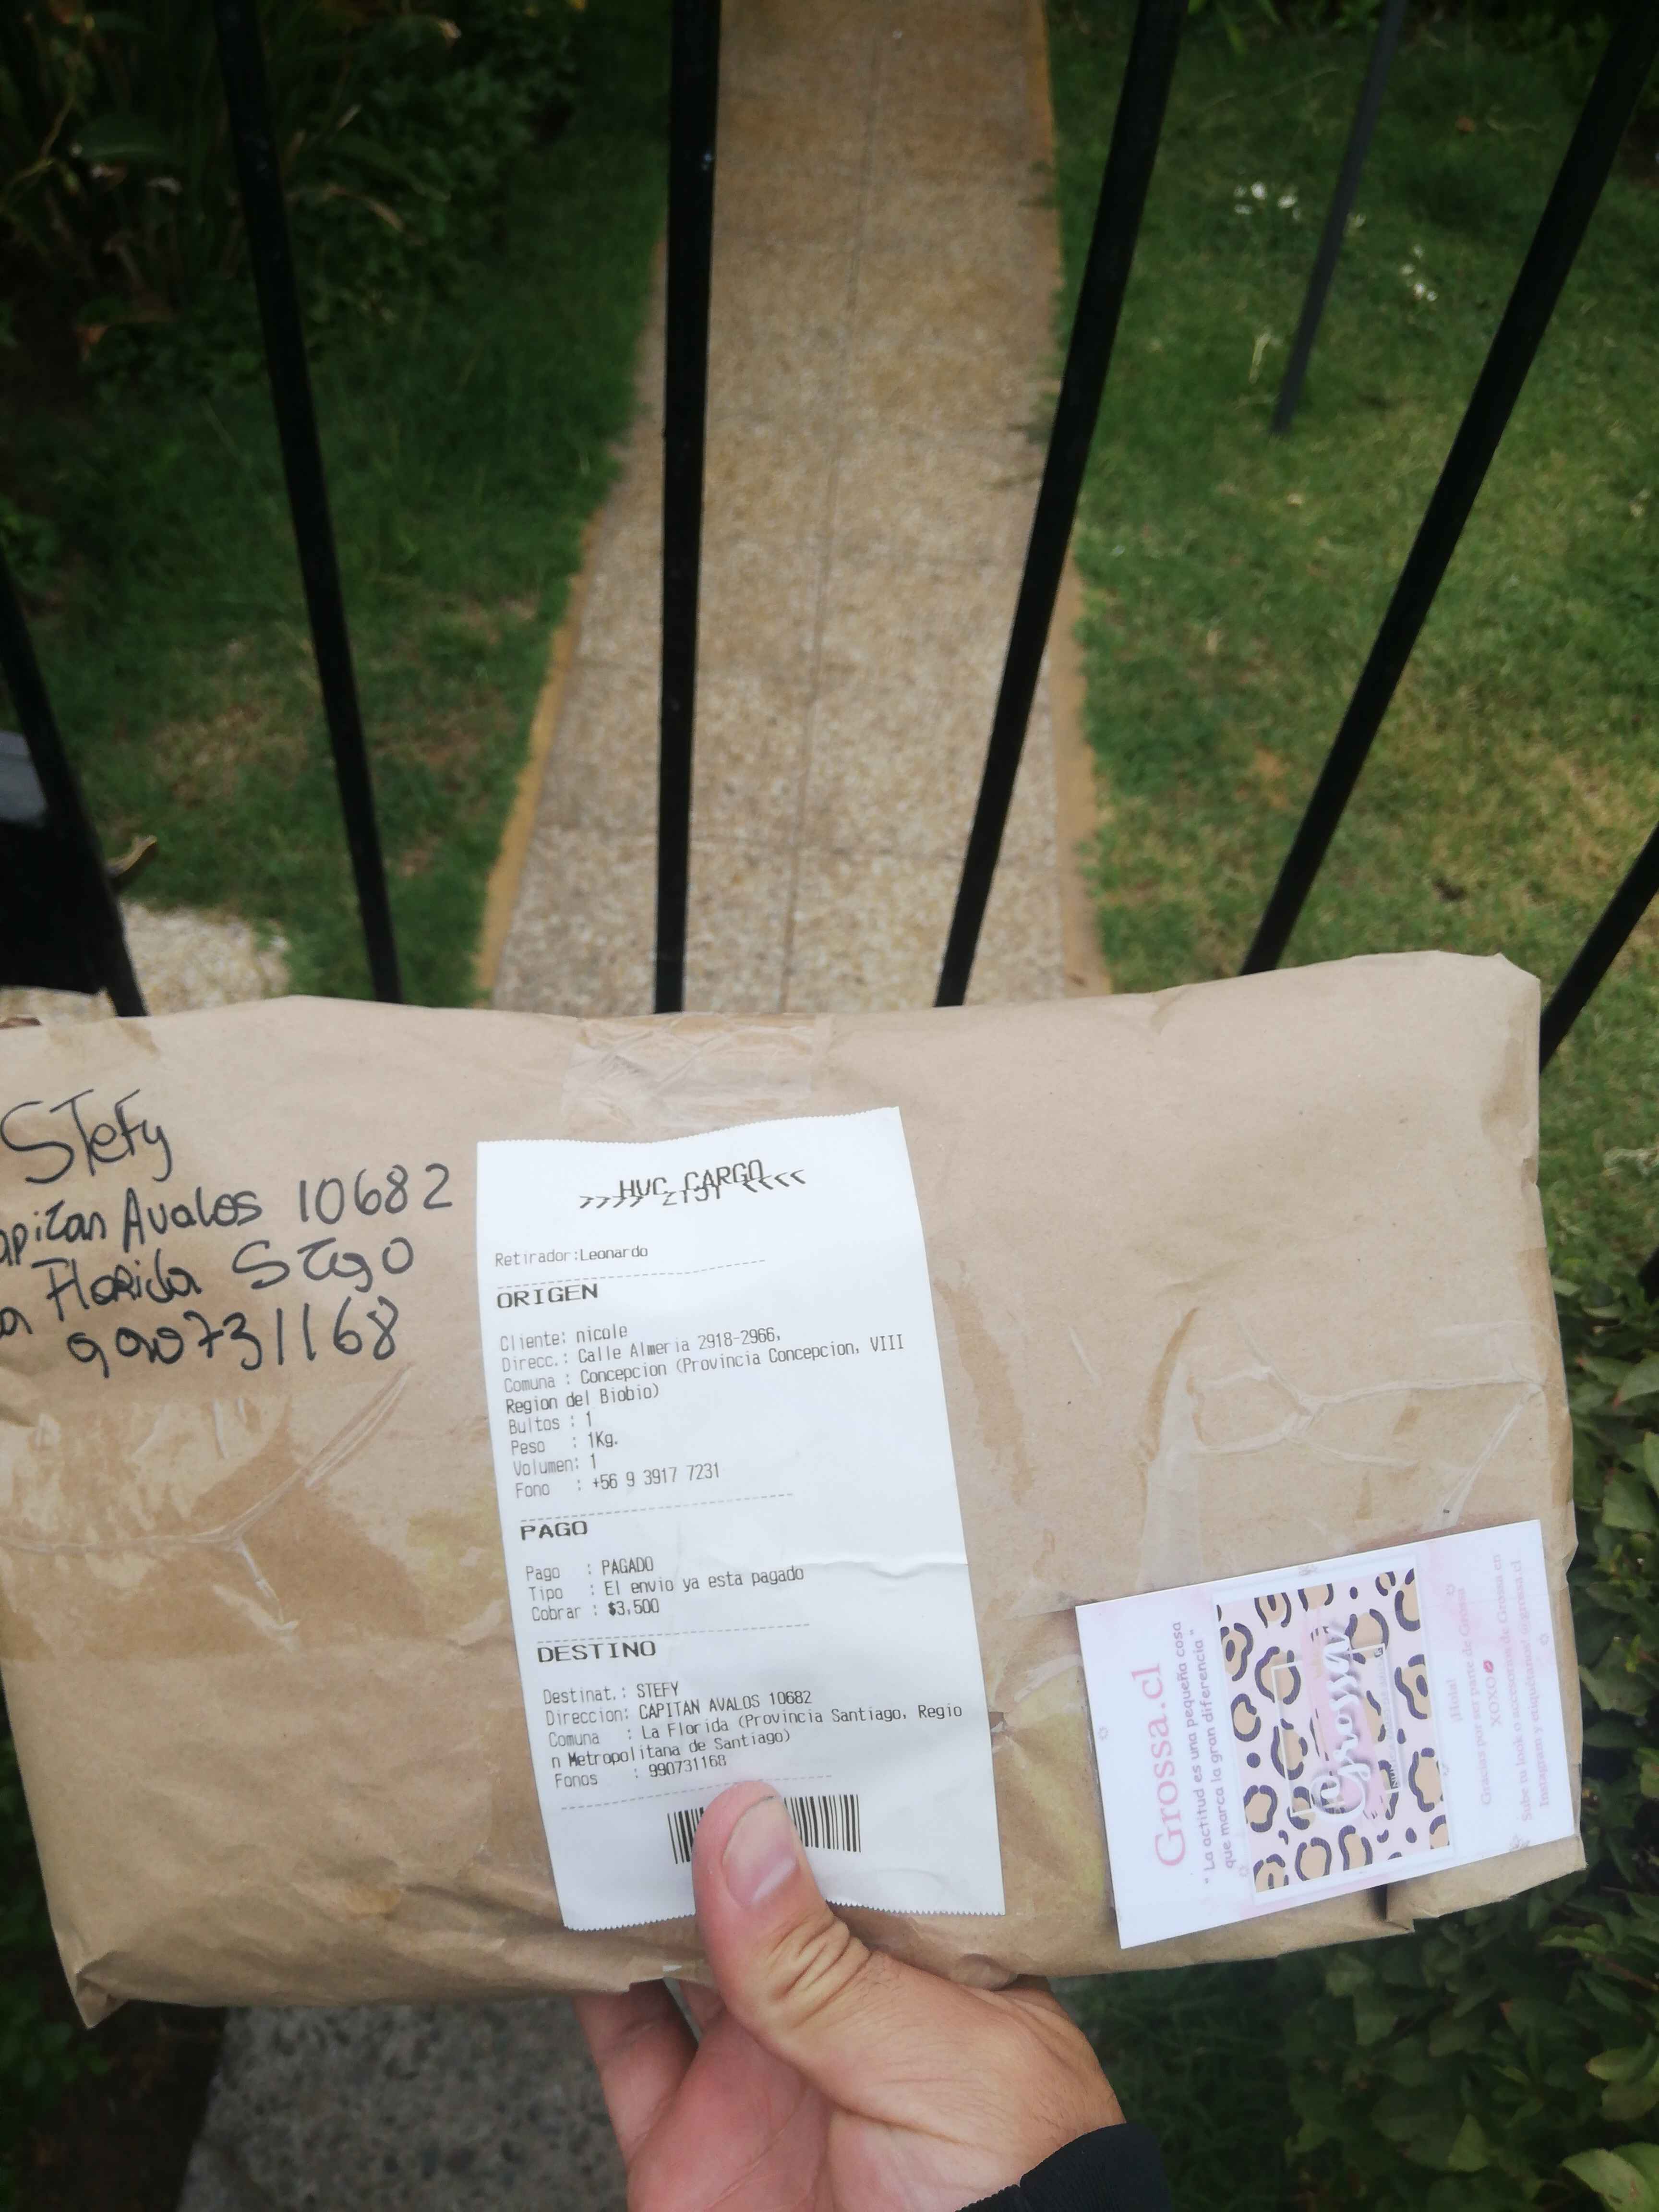 STefy
Capitan Avalos 10682
La Florida STgo
990731168
HVC CARGO
Retirador:Leonardo
ORIGEN
Cliente: nicole
Direcc.: Calle Almeria 2918-2966,
Comuna : Concepcion (Provincia Concepcion, VIII
Region del Biobio)
Bultos : 1
Peso : 1Kg.
Volumen: 1
Fono : +56 9 3917 7231
PAGO
Pago : PAGADO
Tipo : El envio ya esta pagado
Cobrar : $3,500
DESTINO
Destinat.: STEFY
Direccion: CAPITAN AVALOS 10682
Comuna : La Florida (Provincia Santiago, Regio
n Metropolitana de Santiago)
Fonos : 990731168
Grossa.cl
" La actitud es una pequeña cosa
que marca la gran diferencia "
Grossa
¡Hola!
Gracias por ser parte de Grossa
XOXO
Sube tu look o accesorios de Grossa en
Instagram y etiquétanos! grossa.cl